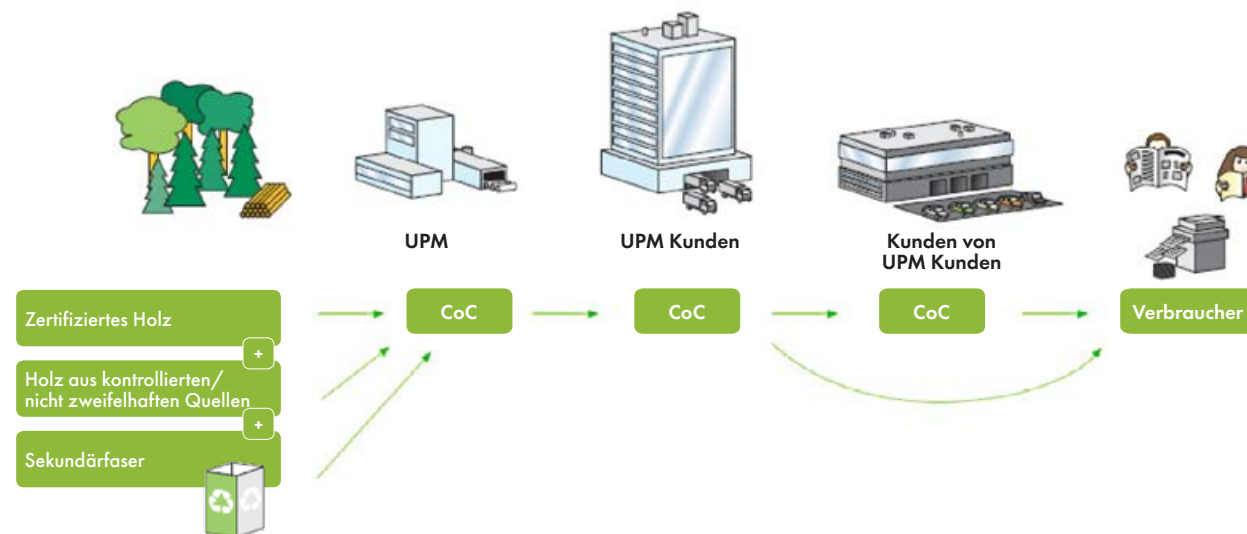 UPM
UPM Kunden
Kunden von
UPM Kunden
Zertifiziertes Holz
+
Holz aus kontrollierten/
nicht zweifelhaften Quellen
+
Sekundärfaser
CoC
CoC
CoC
Verbraucher